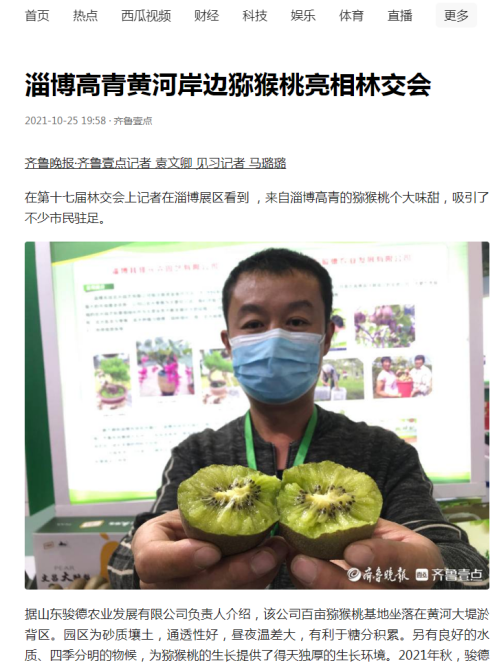 首页 热点 西瓜视频 财经 科技 娱乐 体育 直播 更多
淄博高青黄河岸边猕猴桃亮相林交会
2021-10-25 19:58 · 齐鲁壹点
齐鲁晚报·齐鲁壹点记者 袁文卿 见习记者 马璐璐
在第十七届林交会上记者在淄博展区看到 ，来自淄博高青的猕猴桃个大味甜，吸引了
不少市民驻足。
齐鲁晚报 齐鲁壹点
据山东骏德农业发展有限公司负责人介绍，该公司百亩猕猴桃基地坐落在黄河大堤淤
背区。园区为砂质壤土，通透性好，昼夜温差大，有利于糖分积累。另有良好的水
质、四季分明的物候，为猕猴桃的生长提供了得天独厚的生长环境。2021年秋，骏德